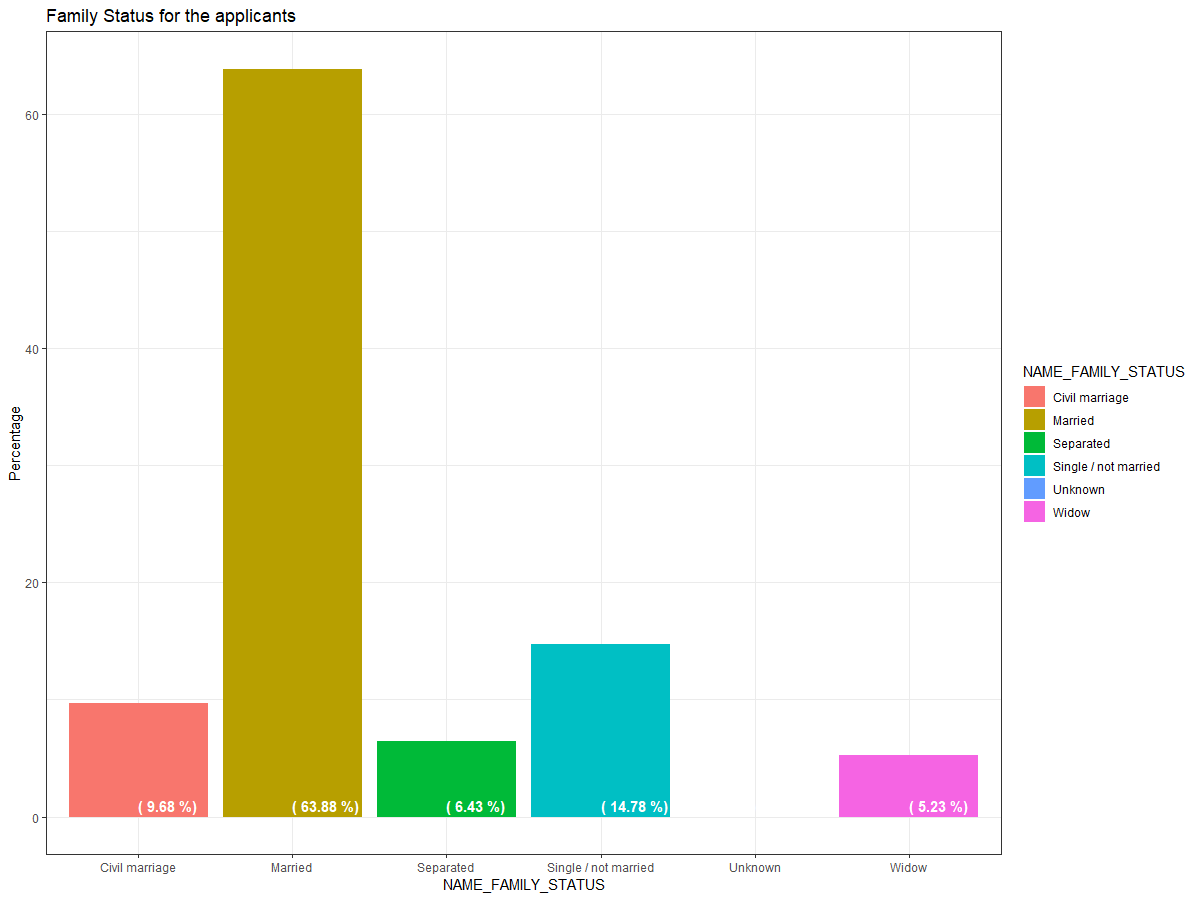 Family Status for the applicants
Percentage
60
40
20
0
( 9.68 %)
( 63.88 %)
( 6.43 %)
( 14.78 %)
( 5.23 %)
Civil marriage
Married
Separated
Single / not married
Unknown
Widow
NAME_FAMILY_STATUS
NAME_FAMILY_STATUS
Civil marriage
Married
Separated
Single / not married
Unknown
Widow